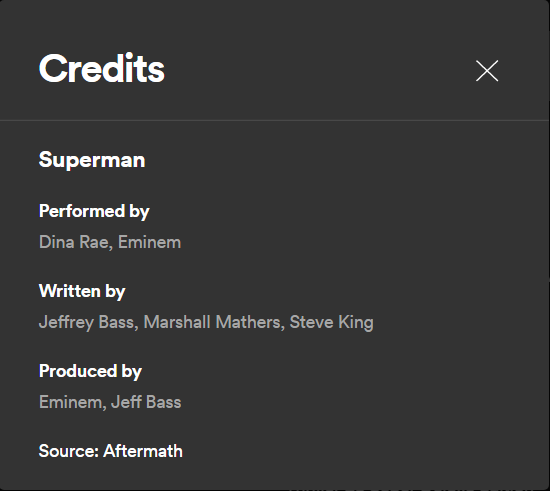 Credits
Superman
Performed by
Dina Rae, Eminem
Written by
Jeffrey Bass, Marshall Mathers, Steve King
Produced by
Eminem, Jeff Bass
Source: Aftermath